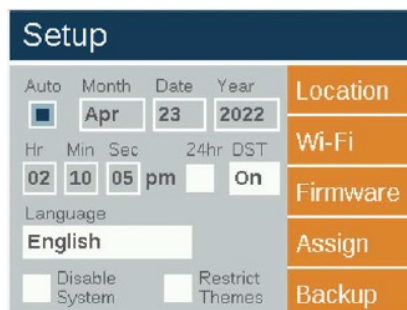 Setup
Auto Month Date Year
Apr 23 2022
Hr Min Sec 24hr DST
02 10 05 pm On
Language
English
Disable System
Restrict Themes
Location
Wi-Fi
Firmware
Assign
Backup